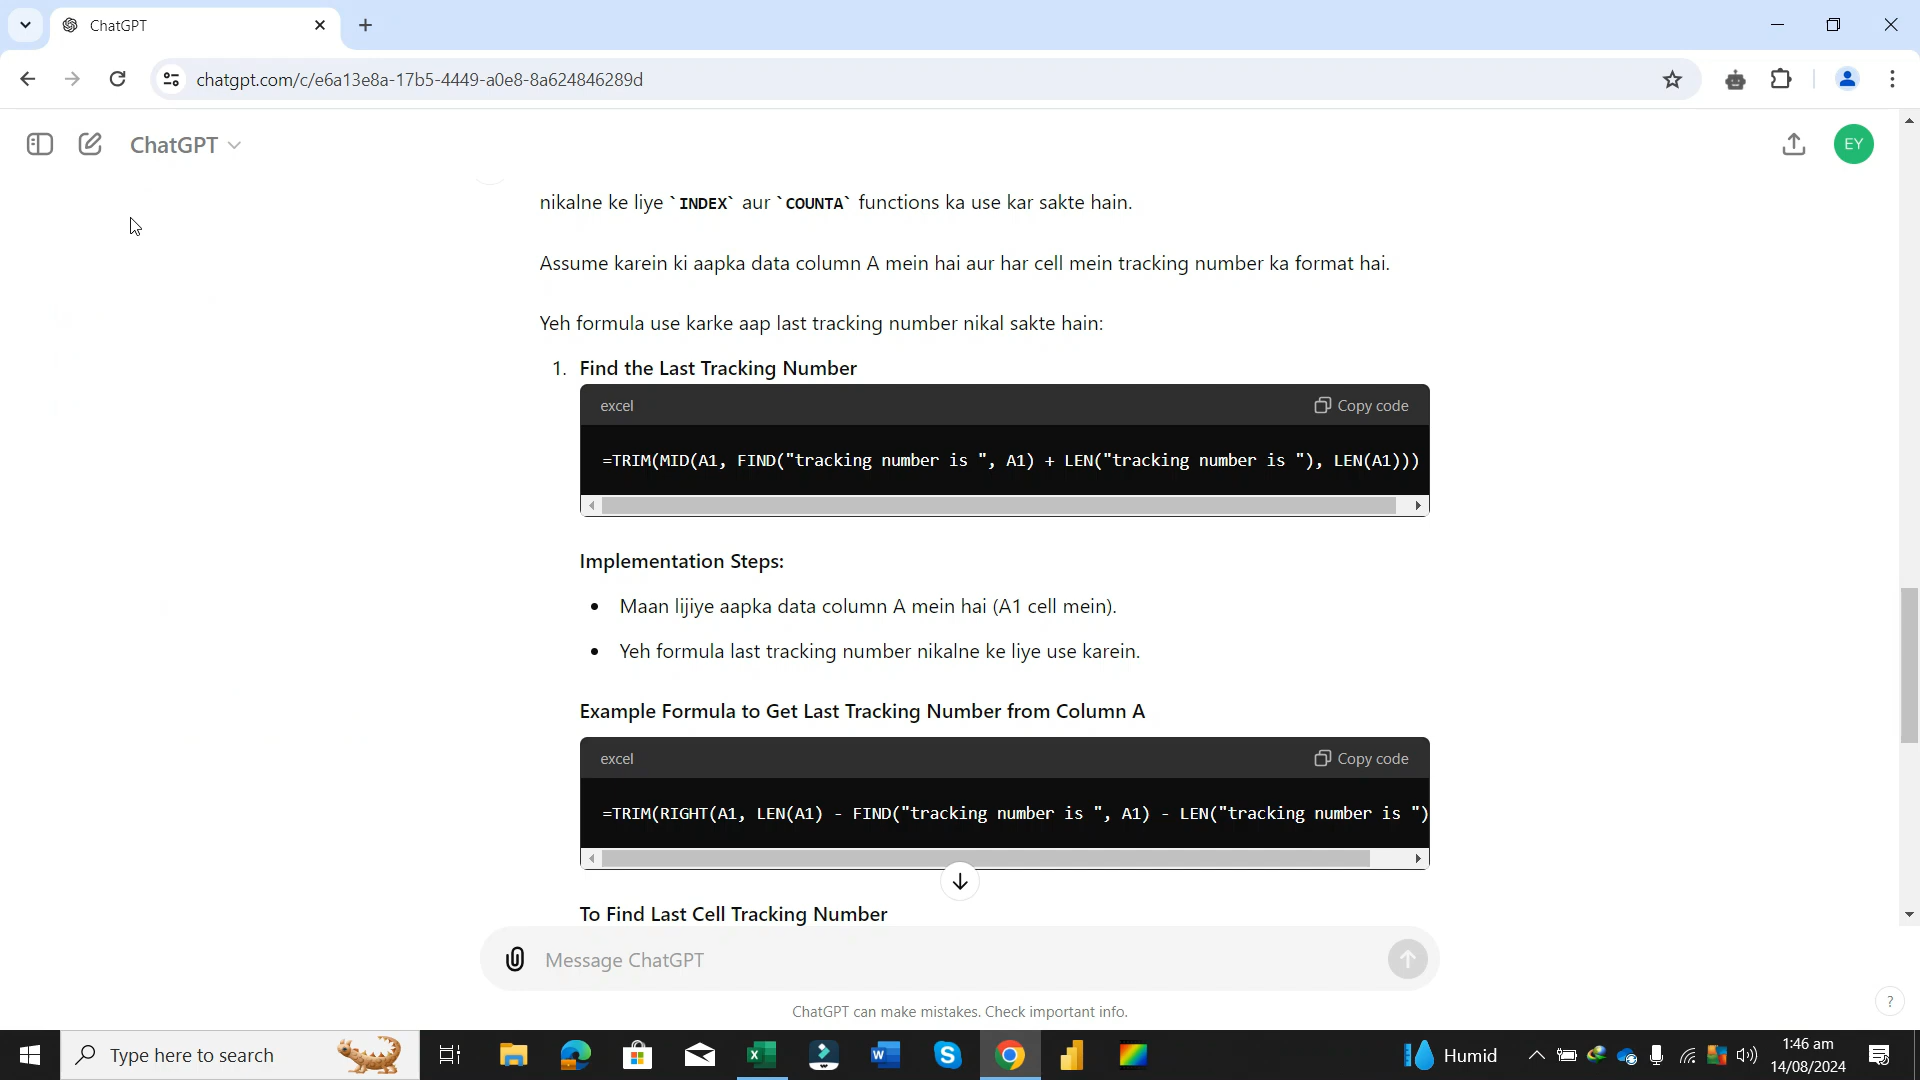 ChatGPT
chatgpt.com/c/e6a13e8a-17b5-4449-a0e8-8a624846289d
ChatGPT
EY
nikalne ke liye `INDEX` aur `COUNTA` functions ka use kar sakte hain.
Assume karein ki aapka data column A mein hai aur har cell mein tracking number ka format hai.
Yeh formula use karke aap last tracking number nikal sakte hain:
1. Find the Last Tracking Number
excel Copy code
=TRIM(MID(A1, FIND("tracking number is ", A1) + LEN("tracking number is "), LEN(A1)))
Implementation Steps:
• Maan lijiye aapka data column A mein hai (A1 cell mein).
• Yeh formula last tracking number nikalne ke liye use karein.
Example Formula to Get Last Tracking Number from Column A
excel Copy code
=TRIM(RIGHT(A1, LEN(A1) - FIND("tracking number is ", A1) - LEN("tracking number is ")
To Find Last Cell Tracking Number
Message ChatGPT
ChatGPT can make mistakes. Check important info.
?
Type here to search
Humid
1:46 am
14/08/2024